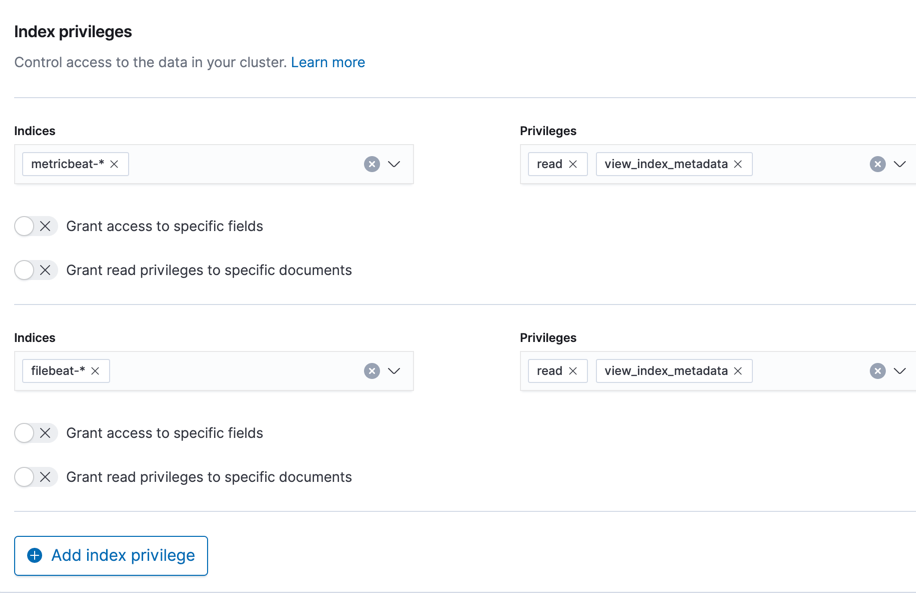 Index privileges
Control access to the data in your cluster. Learn more
Indices Privileges
metricbeat-* read view_index_metadata
Grant access to specific fields
Grant read privileges to specific documents
Indices Privileges
filebeat-* read view_index_metadata
Grant access to specific fields
Grant read privileges to specific documents
Add index privilege